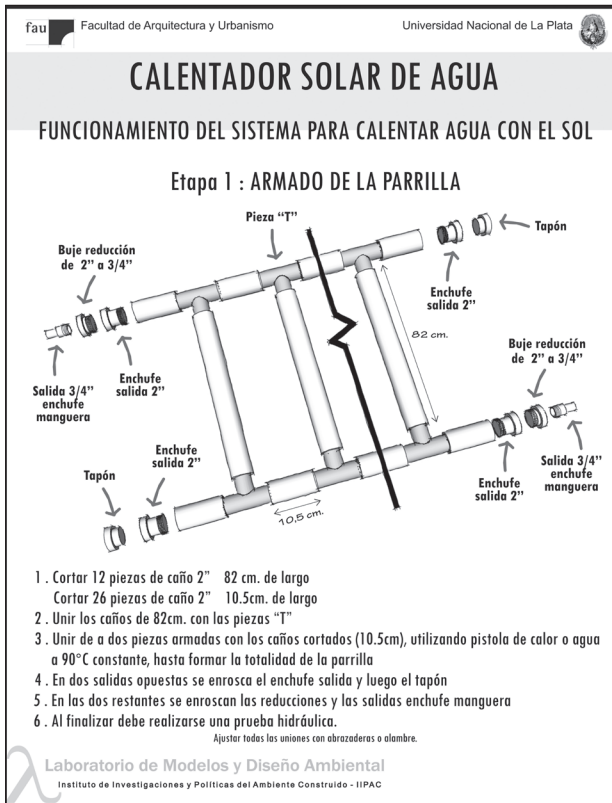 fau
Facultad de Arquitectura y Urbanismo
Universidad Nacional de La Plata
CALENTADOR SOLAR DE AGUA
FUNCIONAMIENTO DEL SISTEMA PARA CALENTAR AGUA CON EL SOL
Etapa 1 : ARMADO DE LA PARRILLA
Pieza “T”
Tapón
Buje reducción
de 2” a 3/4”
Enchufe
salida 2”
82 cm.
Buje reducción
de 2” a 3/4”
Enchufe
salida 2”
Salida 3/4”
enchufe
manguera
Enchufe
salida 2”
Tapón
Salida 3/4”
enchufe
manguera
Enchufe
salida 2”
10,5 cm.
1 . Cortar 12 piezas de caño 2” 82 cm. de largo
Cortar 26 piezas de caño 2” 10.5cm. de largo
2 . Unir los caños de 82cm. con las piezas “T”
3 . Unir de a dos piezas armadas con los caños cortados (10.5cm), utilizando pistola de calor o agua
a 90°C constante, hasta formar la totalidad de la parrilla
4 . En dos salidas opuestas se enrosca el enchufe salida y luego el tapón
5 . En las dos restantes se enroscan las reducciones y las salidas enchufe manguera
6 . Al finalizar debe realizarse una prueba hidráulica.
Ajustar todas las uniones con abrazaderas o alambre.
λ
Laboratorio de Modelos y Diseño Ambiental
Instituto de Investigaciones y Políticas del Ambiente Construido - IIPAC